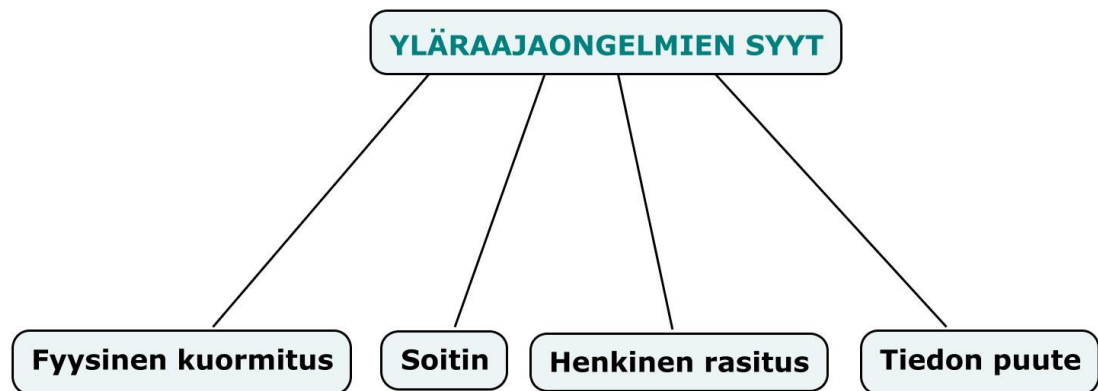 YLÄRAAJAONGELMIEN SYYT
Fyysinen kuormitus
Soitin
Henkinen rasitus
Tiedon puute